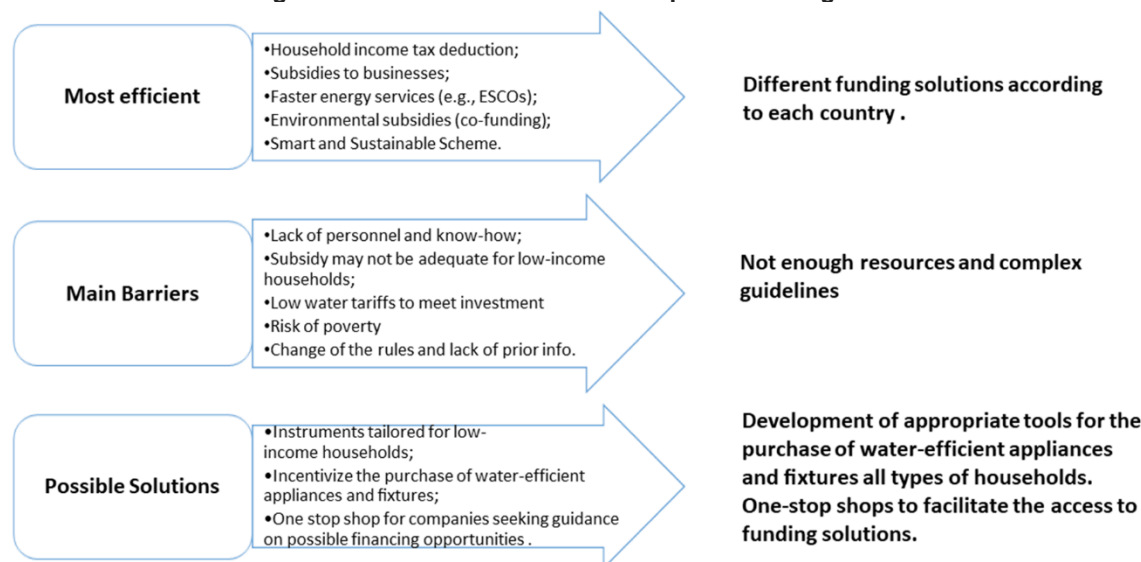 Most efficient
•Household income tax deduction;
•Subsidies to businesses;
•Faster energy services (e.g., ESCOs);
•Environmental subsidies (co-funding);
•Smart and Sustainable Scheme.
Different funding solutions according
to each country .
Main Barriers
•Lack of personnel and know-how;
•Subsidy may not be adequate for low-income
households;
•Low water tariffs to meet investment
•Risk of poverty
•Change of the rules and lack of prior info.
Not enough resources and complex
guidelines
Possible Solutions
•Instruments tailored for low-
income households;
•Incentivize the purchase of water-efficient
appliances and fixtures;
•One stop shop for companies seeking guidance
on possible financing opportunities .
Development of appropriate tools for the
purchase of water-efficient appliances
and fixtures all types of households.
One-stop shops to facilitate the access to
funding solutions.